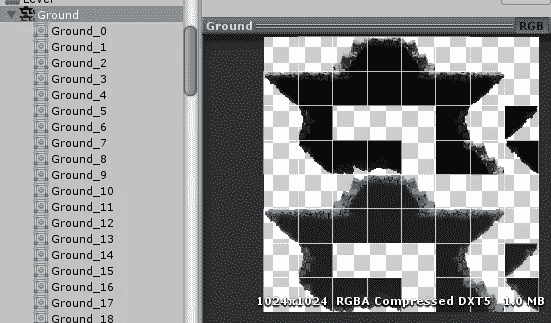 Level
Ground
Ground_0
Ground_1
Ground_2
Ground_3
Ground_4
Ground_5
Ground_6
Ground_7
Ground_8
Ground_9
Ground_10
Ground_11
Ground_12
Ground_13
Ground_14
Ground_15
Ground_16
Ground_17
Ground_18
Ground
RGB
1024x1024 RGBA Compressed DXT5 1.0 MB